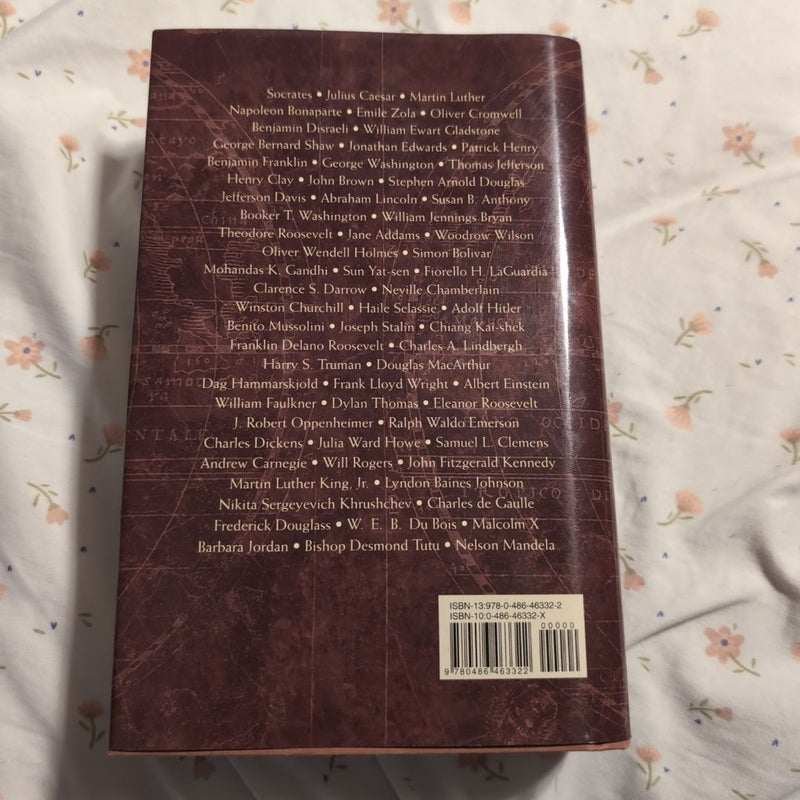 Socrates • Julius Caesar • Martin Luther
Napoleon Bonaparte • Emile Zola • Oliver Cromwell
Benjamin Disraeli • William Ewart Gladstone
George Bernard Shaw • Jonathan Edwards • Patrick Henry
Benjamin Franklin • George Washington • Thomas Jefferson
Henry Clay • John Brown • Stephen Arnold Douglas
Jefferson Davis • Abraham Lincoln • Susan B. Anthony
Booker T. Washington • William Jennings Bryan
Theodore Roosevelt • Jane Addams • Woodrow Wilson
Oliver Wendell Holmes • Simon Bolivar
Mohandas K. Gandhi • Sun Yat-sen • Fiorello H. LaGuardia
Clarence S. Darrow • Neville Chamberlain
Winston Churchill • Haile Selassie • Adolf Hitler
Benito Mussolini • Joseph Stalin • Chiang Kai-shek
Franklin Delano Roosevelt • Charles A. Lindbergh
Harry S. Truman • Douglas MacArthur
Dag Hammarskjold • Frank Lloyd Wright • Albert Einstein
William Faulkner • Dylan Thomas • Eleanor Roosevelt
J. Robert Oppenheimer • Ralph Waldo Emerson
Charles Dickens • Julia Ward Howe • Samuel L. Clemens
Andrew Carnegie • Will Rogers • John Fitzgerald Kennedy
Martin Luther King, Jr. • Lyndon Baines Johnson
Nikita Sergeyevich Khrushchev • Charles de Gaulle
Frederick Douglass • W. E. B. Du Bois • Malcolm X
Barbara Jordan • Bishop Desmond Tutu • Nelson Mandela
ISBN-13:978-0-486-46332-2
ISBN-10:0-486-46332-X
00000
9 780486 463322